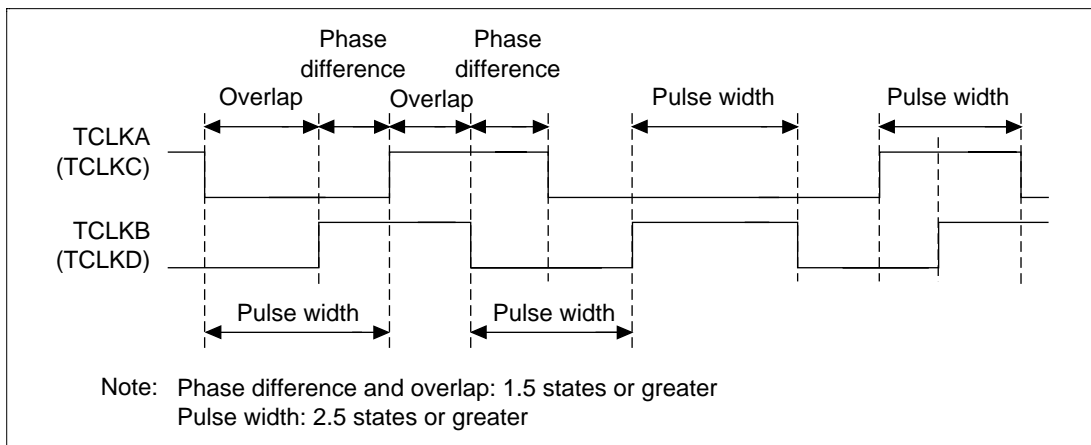 Phase difference
Phase difference
Overlap
Overlap
Pulse width
Pulse width
TCLKA
(TCLKC)
TCLKB
(TCLKD)
Pulse width
Pulse width
Note: Phase difference and overlap: 1.5 states or greater
Pulse width: 2.5 states or greater